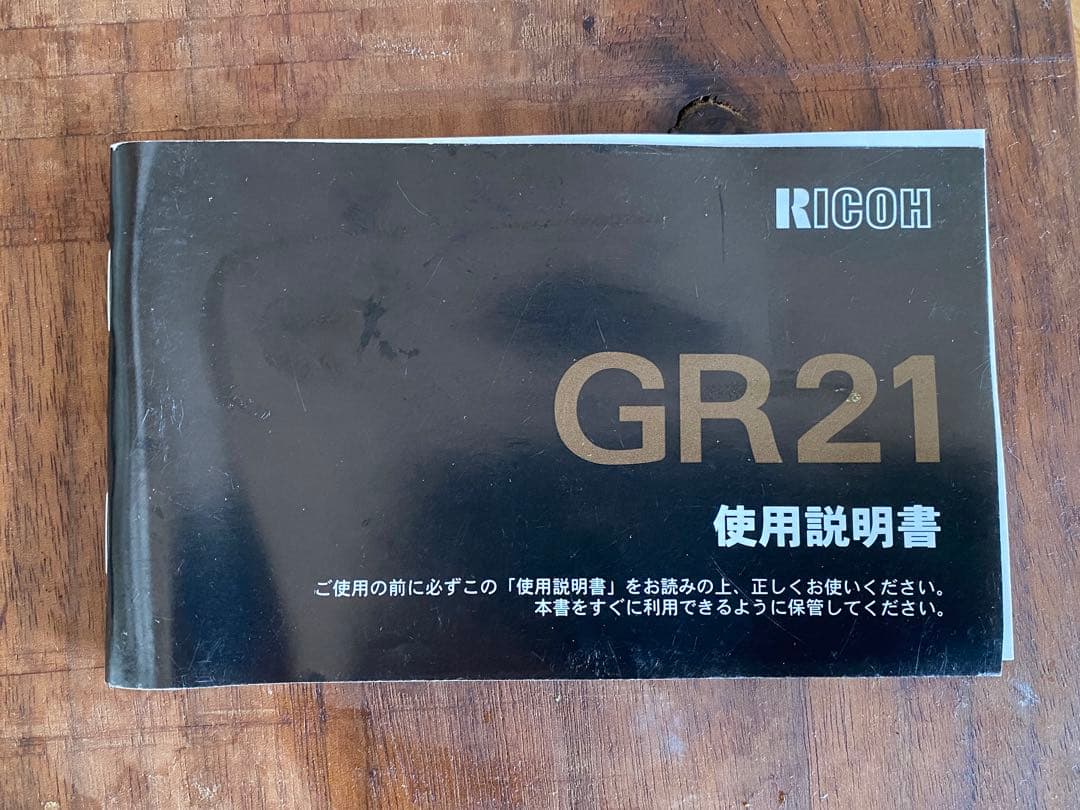 RICOH
GR21
使用説明書
ご使用の前に必ずこの「使用説明書」をお読みの上、正しくお使いください。
本書をすぐに利用できるように保管してください。